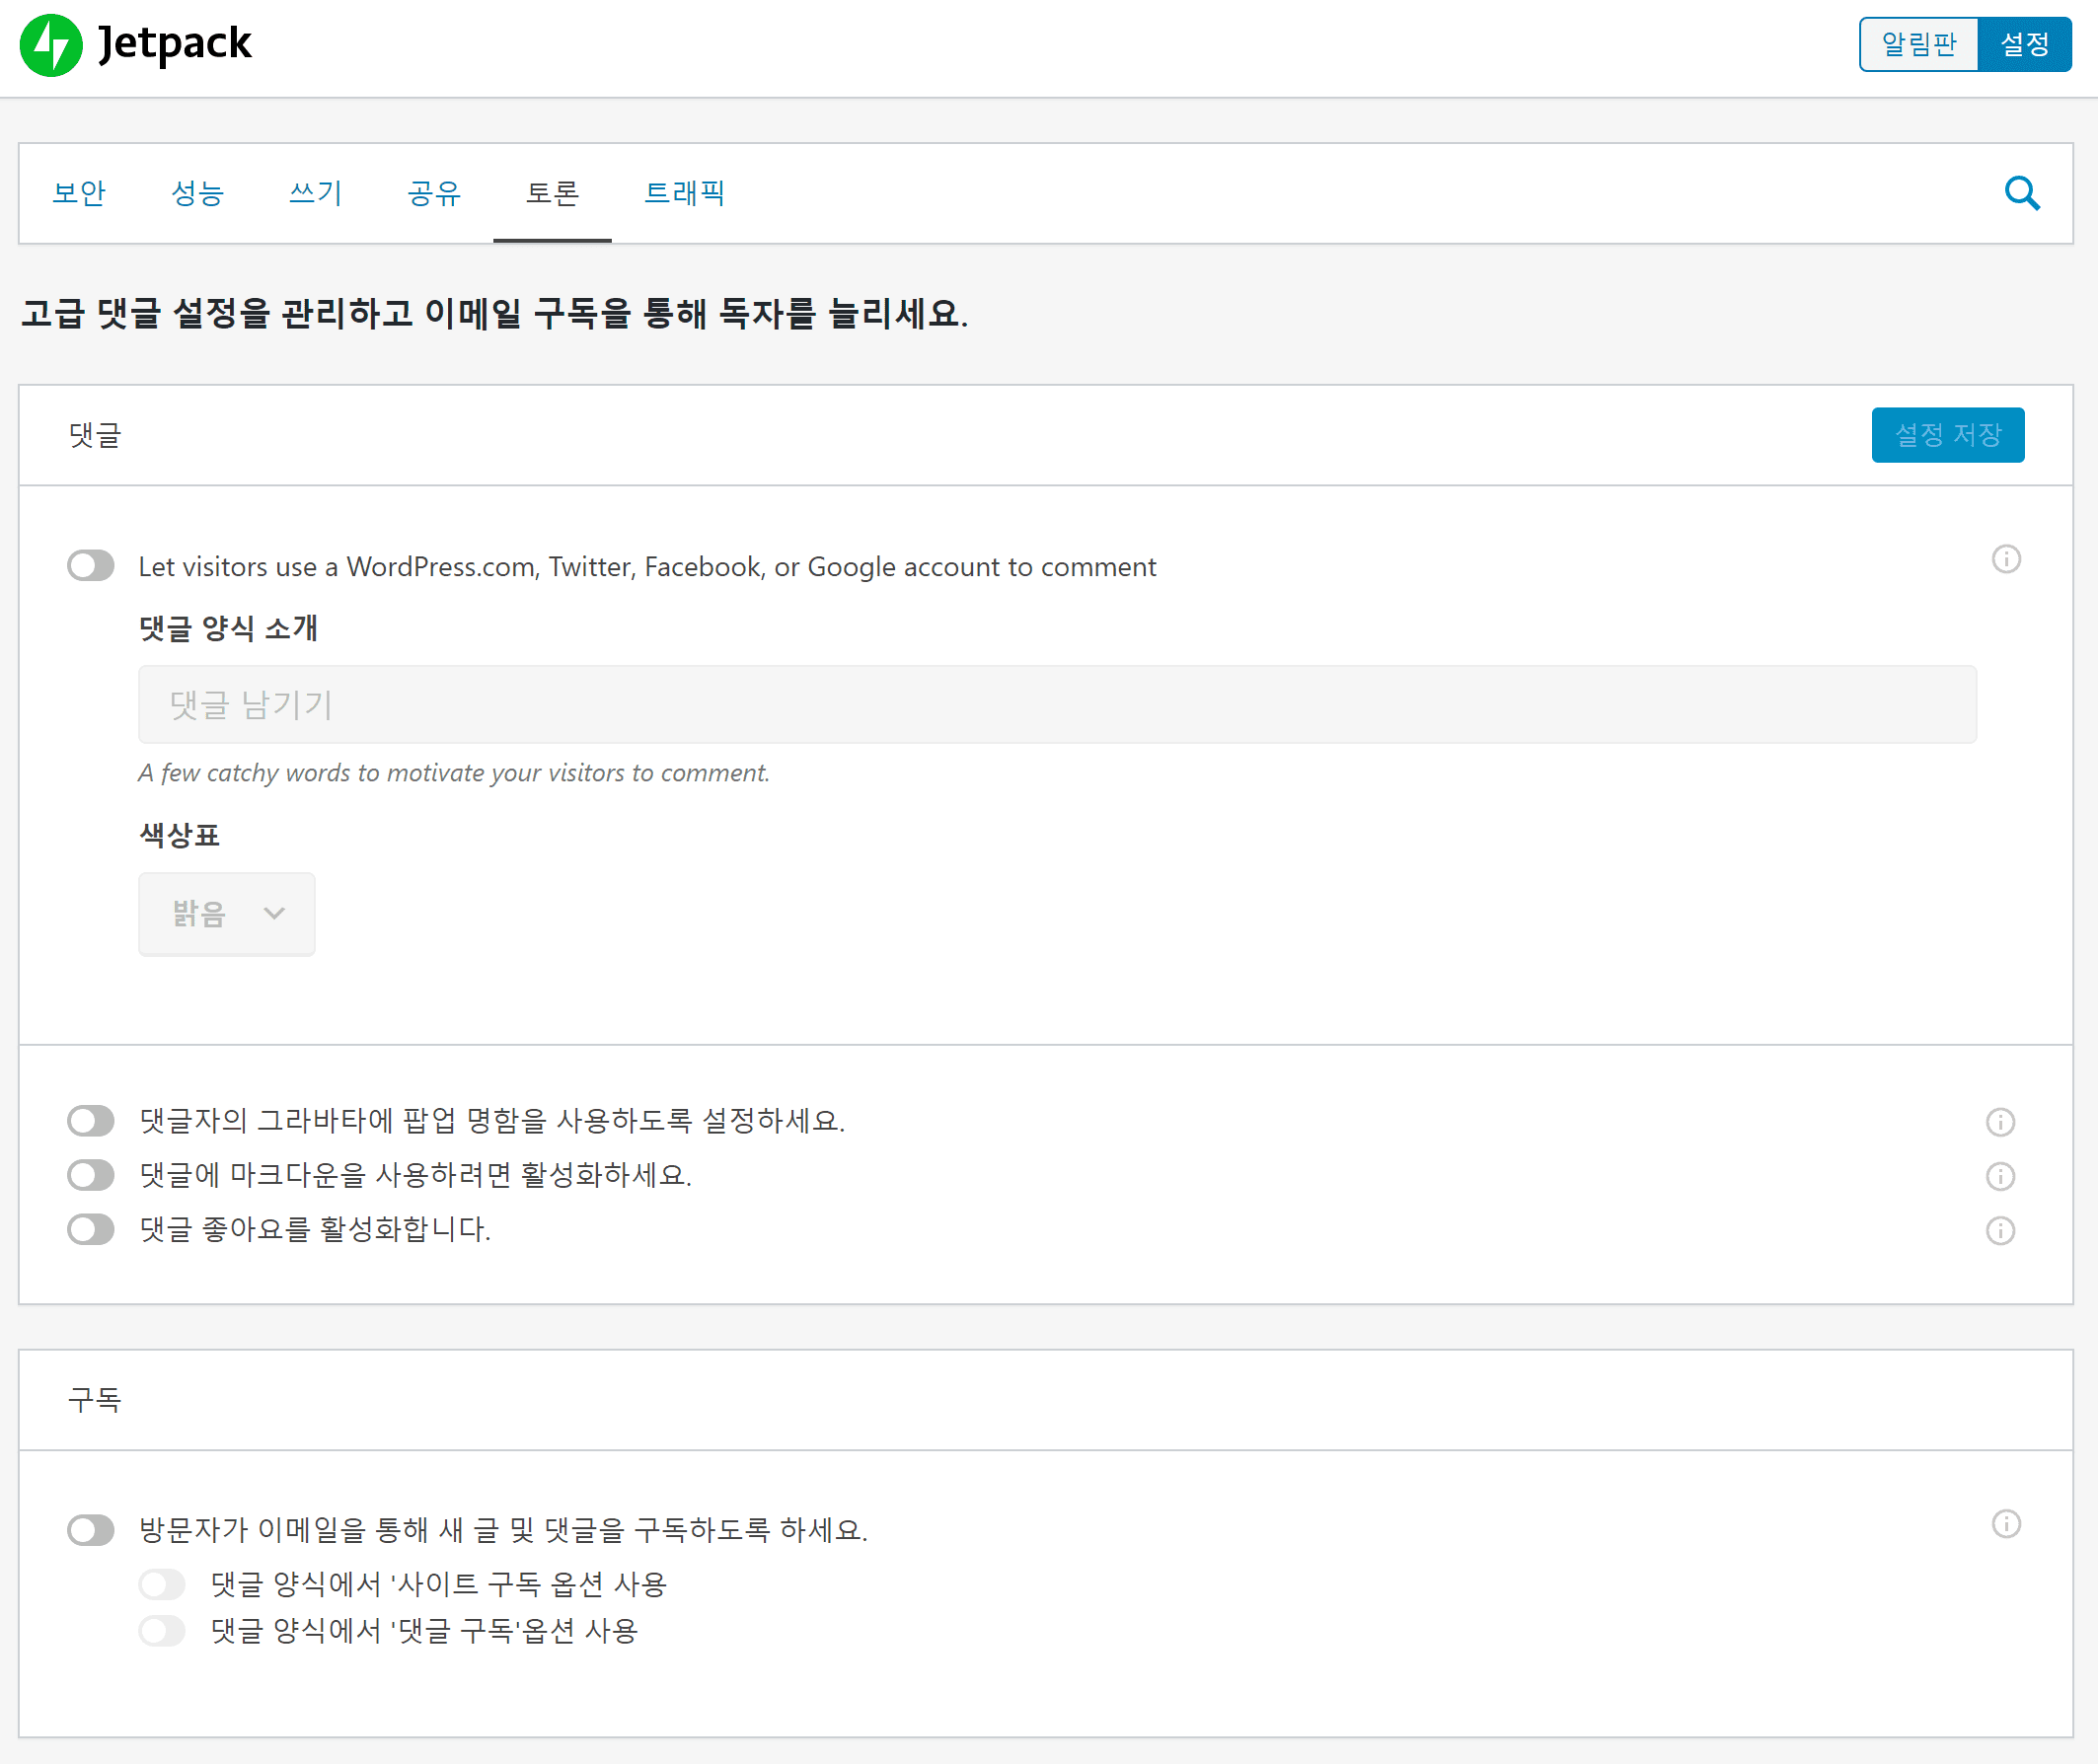 Jetpack
알림판 설정
보안 성능 쓰기 공유 토론 트래픽
고급 댓글 설정을 관리하고 이메일 구독을 통해 독자를 늘리세요.
댓글 설정 저장
Let visitors use a WordPress.com, Twitter, Facebook, or Google account to comment
댓글 양식 소개
댓글 남기기
A few catchy words to motivate your visitors to comment.
색상표
밝음
댓글자의 그라바타에 팝업 명함을 사용하도록 설정하세요.
댓글에 마크다운을 사용하려면 활성화하세요.
댓글 좋아요를 활성화합니다.
구독
방문자가 이메일을 통해 새 글 및 댓글을 구독하도록 하세요.
댓글 양식에서 '사이트 구독 옵션 사용
댓글 양식에서 '댓글 구독'옵션 사용